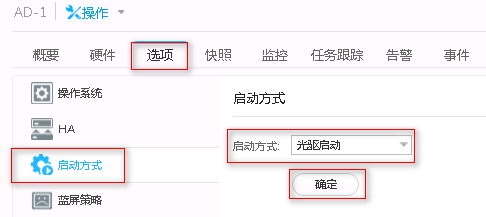 AD-1 操作
概要 硬件 选项 快照 监控 任务跟踪 告警 事件
操作系统
HA
启动方式
蓝屏策略
启动方式
启动方式: 光驱启动
确定